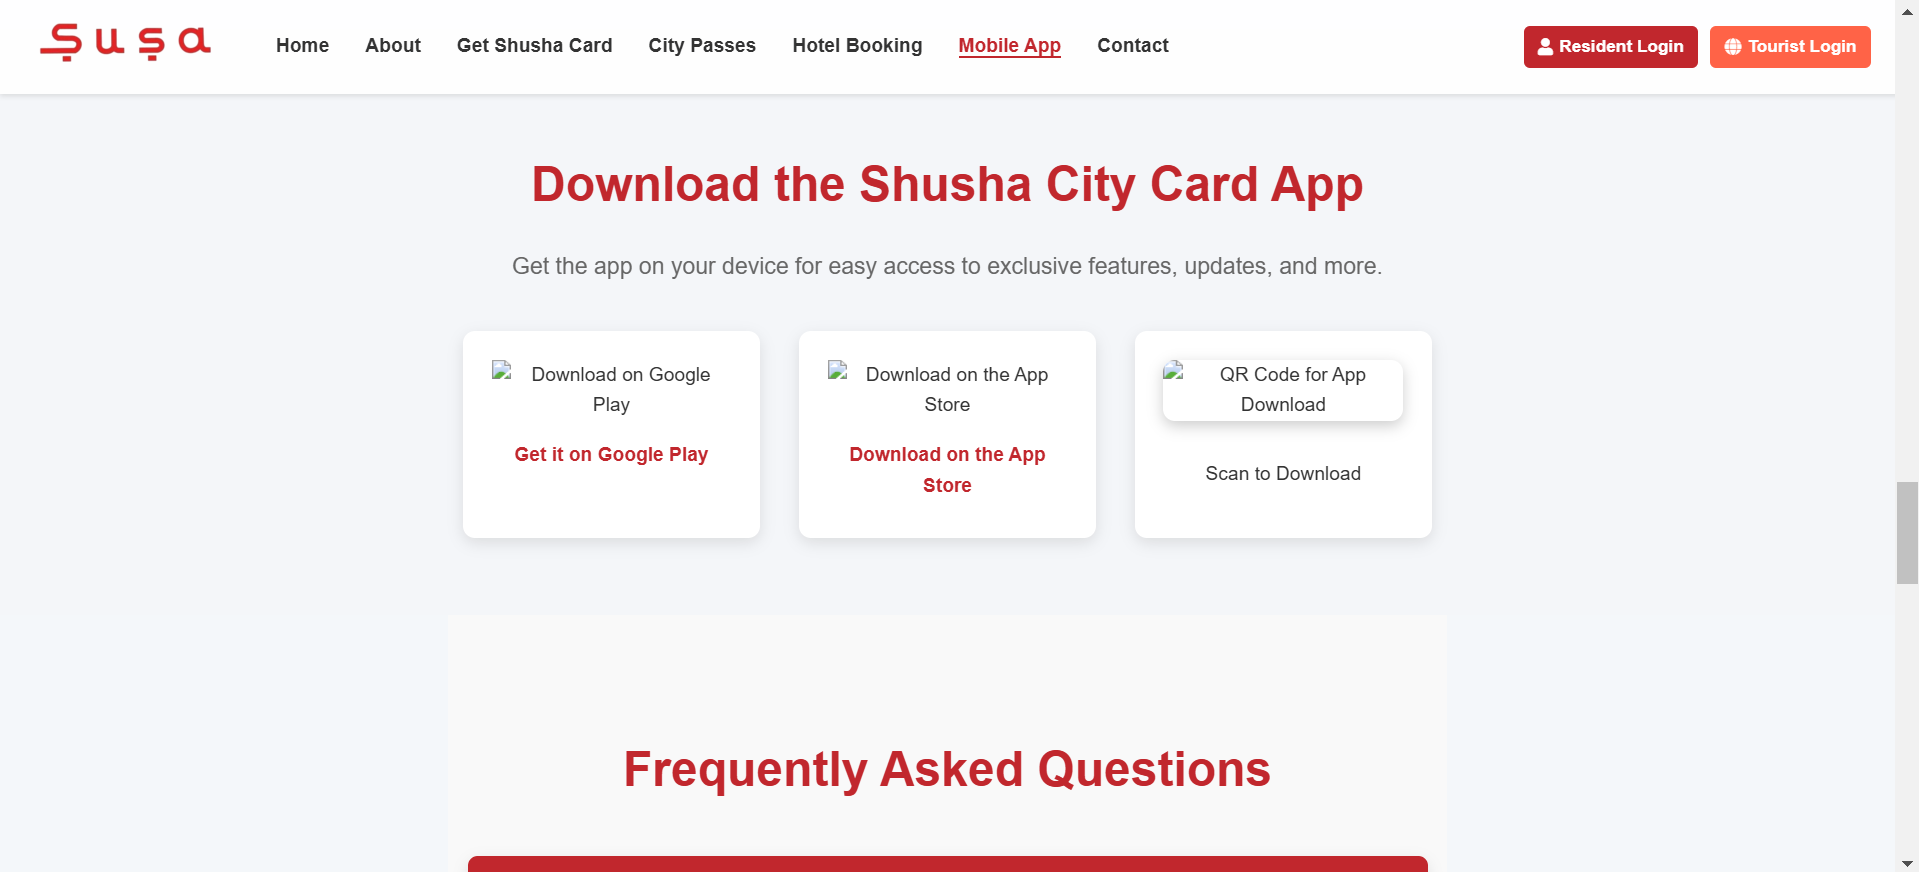 Şuşa
Home About Get Shusha Card City Passes Hotel Booking Mobile App Contact Resident Login Tourist Login
Download the Shusha City Card App
Get the app on your device for easy access to exclusive features, updates, and more.
Download on Google
Play
Get it on Google Play
Download on the App
Store
Download on the App
Store
QR Code for App
Download
Scan to Download
Frequently Asked Questions